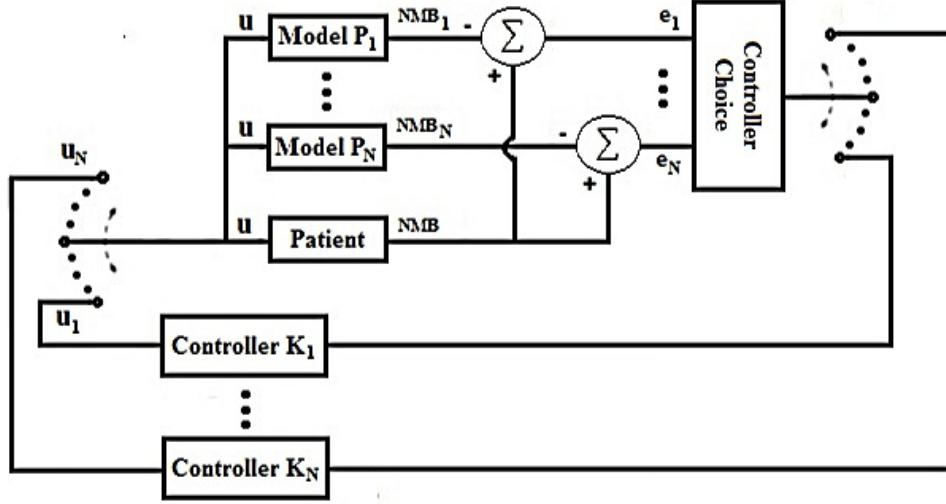 u Model P1 NMB1 - Σ e1
+
Controller Choice
u Model PN NMBN - Σ eN
+
uN
u Patient NMB
u1
Controller K1
Controller KN